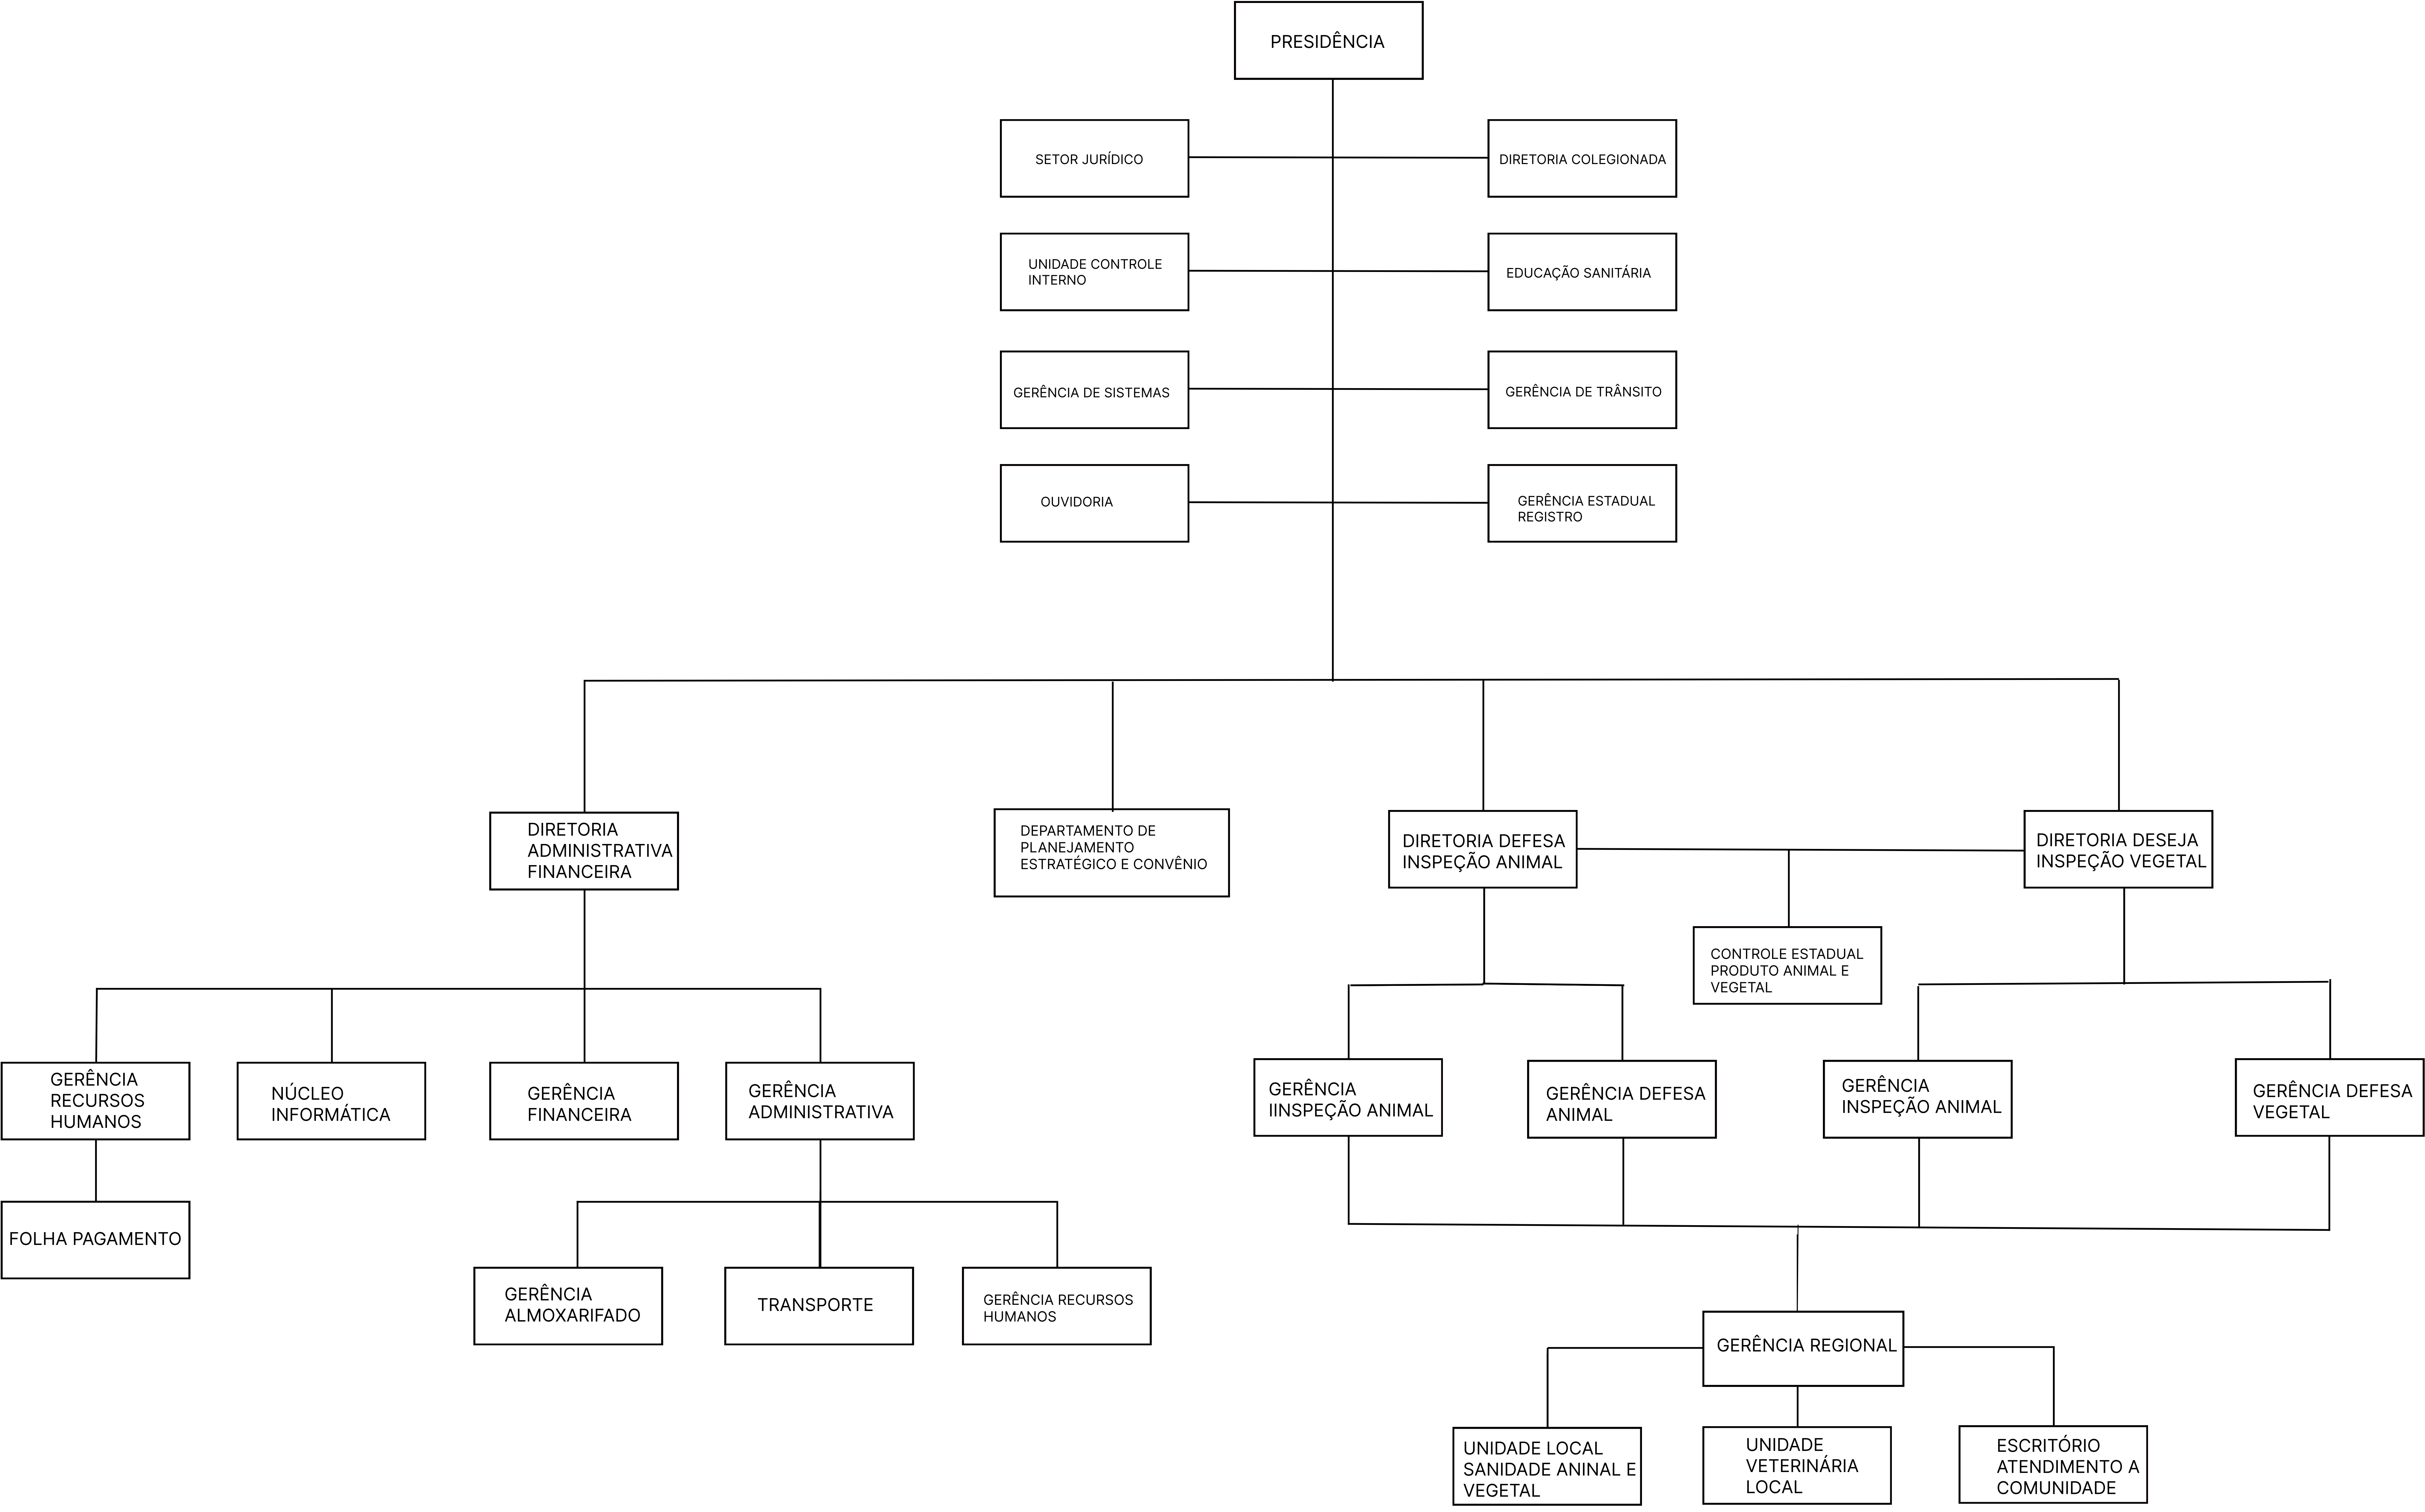 PRESIDÊNCIA
SETOR JURÍDICO
DIRETORIA COLEGIONADA
UNIDADE CONTROLE
INTERNO
EDUCAÇÃO SANITÁRIA
GERÊNCIA DE SISTEMAS
GERÊNCIA DE TRÂNSITO
OUVIDORIA
GERÊNCIA ESTADUAL
REGISTRO
DIRETORIA
ADMINISTRATIVA
FINANCEIRA
DEPARTAMENTO DE
PLANEJAMENTO
ESTRATÉGICO E CONVÊNIO
DIRETORIA DEFESA
INSPEÇÃO ANIMAL
DIRETORIA DESEJA
INSPEÇÃO VEGETAL
CONTROLE ESTADUAL
PRODUTO ANIMAL E
VEGETAL
GERÊNCIA
RECURSOS
HUMANOS
NÚCLEO
INFORMÁTICA
GERÊNCIA
FINANCEIRA
GERÊNCIA
ADMINISTRATIVA
GERÊNCIA
IINSPEÇÃO ANIMAL
GERÊNCIA DEFESA
ANIMAL
GERÊNCIA
INSPEÇÃO ANIMAL
GERÊNCIA DEFESA
VEGETAL
FOLHA PAGAMENTO
GERÊNCIA
ALMOXARIFADO
TRANSPORTE
GERÊNCIA RECURSOS
HUMANOS
GERÊNCIA REGIONAL
UNIDADE LOCAL
SANIDADE ANINAL E
VEGETAL
UNIDADE
VETERINÁRIA
LOCAL
ESCRITÓRIO
ATENDIMENTO A
COMUNIDADE